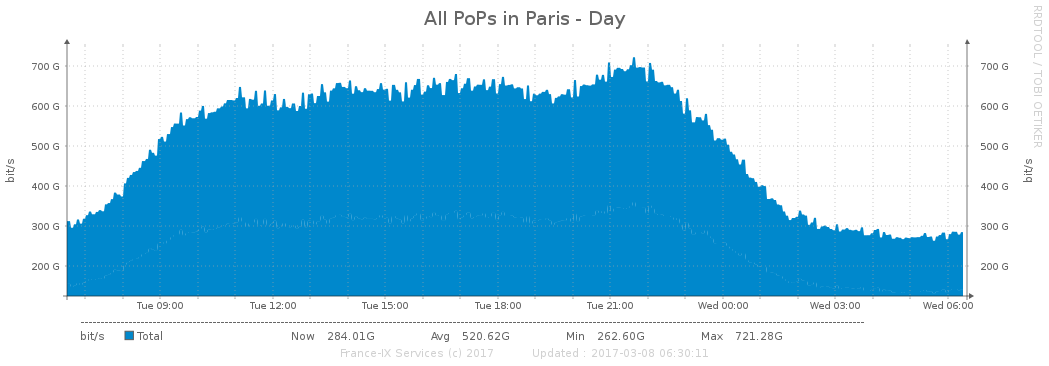 All PoPs in Paris - Day
RRDTOOL / TOBI OETIKER
bit/s
700 G
600 G
500 G
400 G
300 G
200 G
700 G
600 G
500 G
400 G
300 G
200 G
bit/s
Tue 09:00 Tue 12:00 Tue 15:00 Tue 18:00 Tue 21:00 Wed 00:00 Wed 03:00 Wed 06:00
bit/s Total Now 284.01G Avg 520.62G Min 262.60G Max 721.28G
France-IX Services (c) 2017 Updated : 2017-03-08 06:30:11